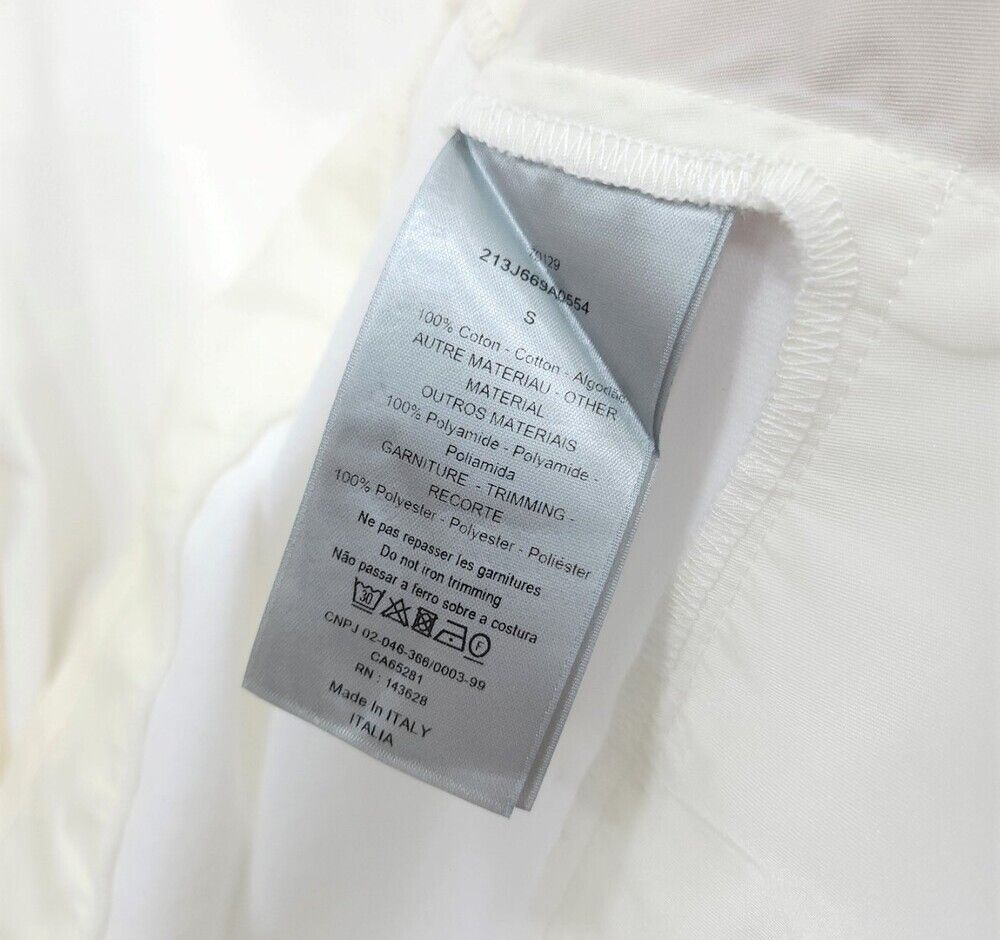 213J669A0554
S
100% Coton - Cotton - Algodão
AUTRE MATERIAU - OTHER
MATERIAL
OUTROS MATERIAIS
100% Polyamide - Polyamide -
Poliamida
GARNITURE - TRIMMING -
RECORTE
100% Polyester - Polyester - Poliéster
Ne pas repasser les garnitures
Do not iron trimming
Não passar a ferro sobre a costura
30 F
CNPJ 02-046-366/0003-99
CA65281
RN : 143628
Made In ITALY
ITALIA